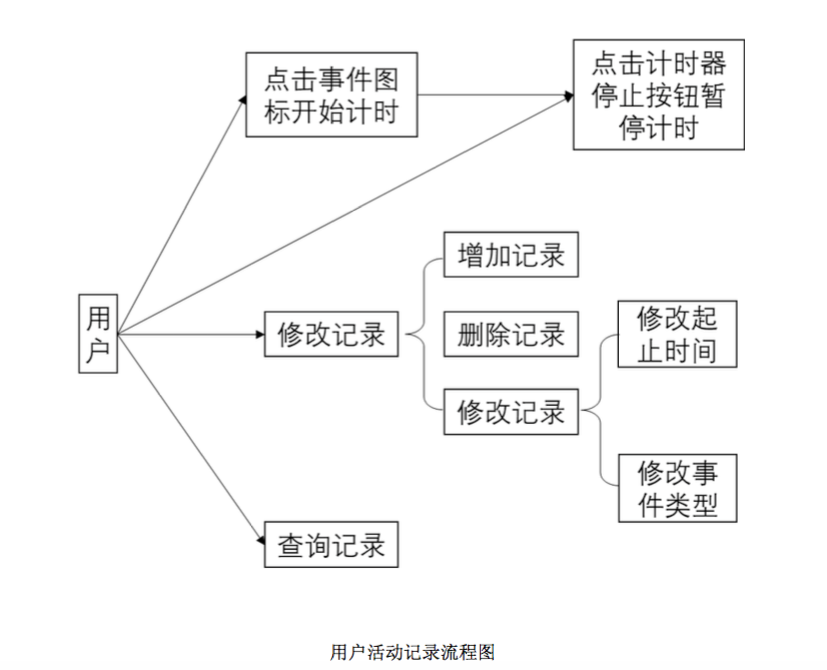 点击事件图
标开始计时
点击计时器
停止按钮暂
停计时
用
户
修改记录
增加记录
删除记录
修改记录
修改起
止时间
修改事
件类型
查询记录
用户活动记录流程图